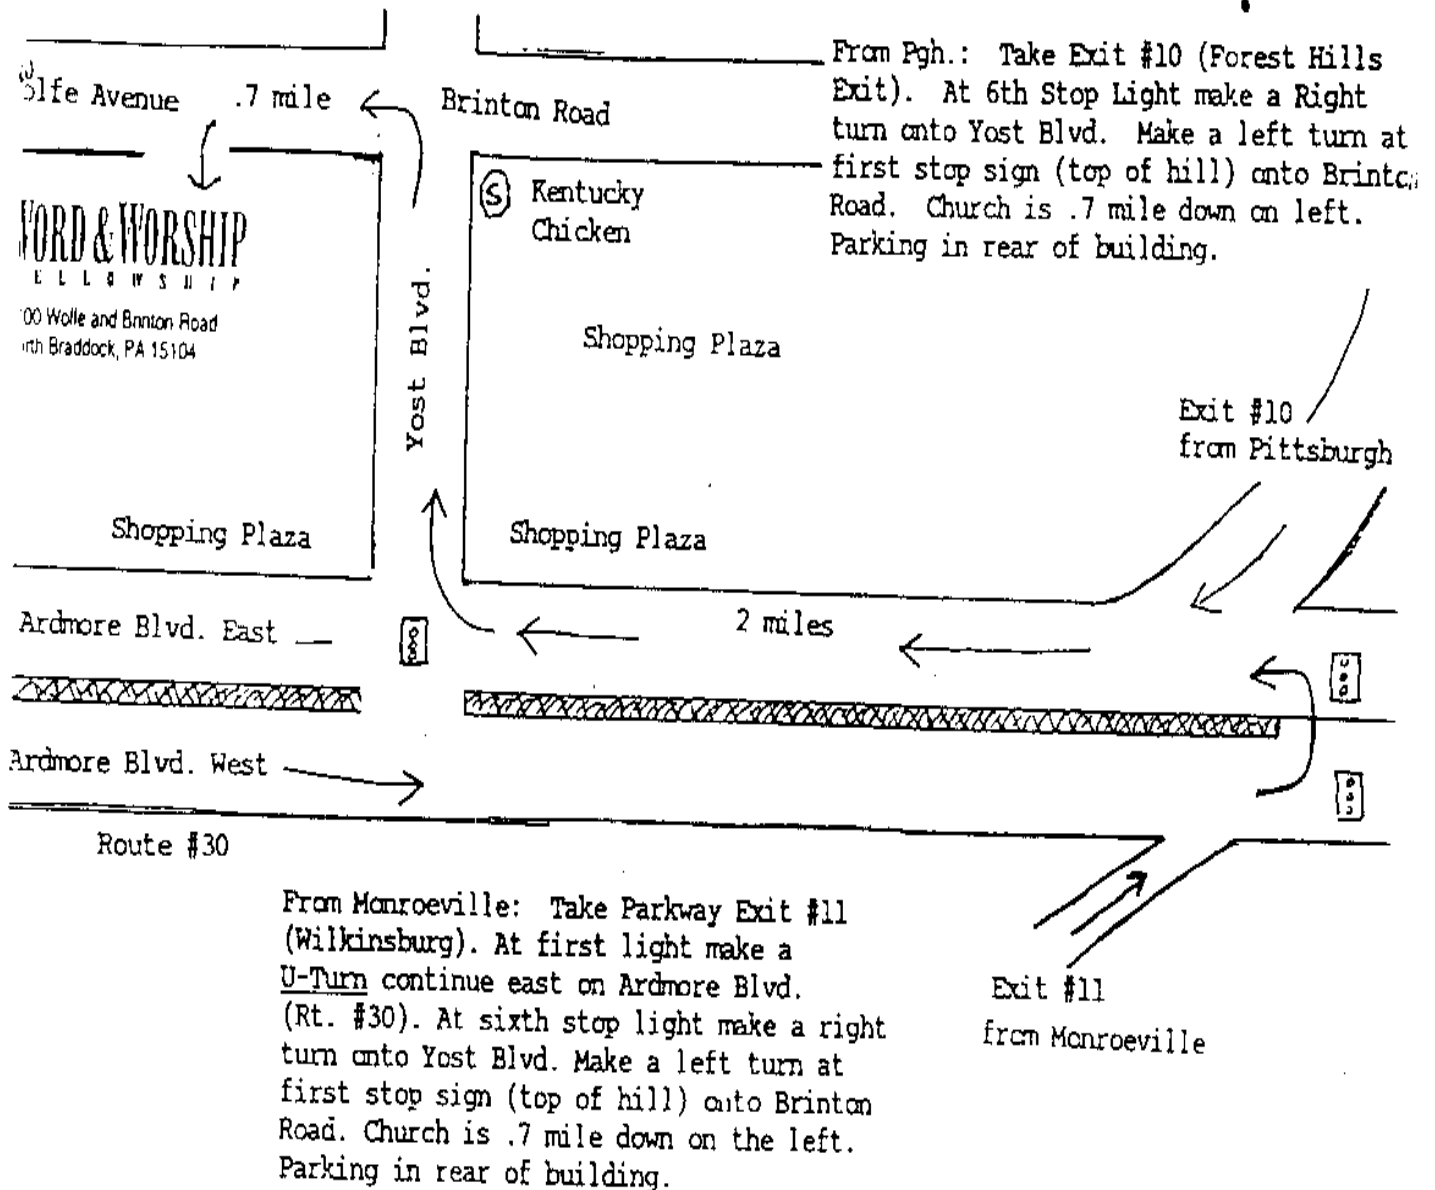 From Pgh.: Take Exit #10 (Forest Hills
Exit). At 6th Stop Light make a Right
turn onto Yost Blvd. Make a left turn at
first stop sign (top of hill) onto
Road. Church is .7 mile down on left.
Parking in rear of building.
Avenue .7 mile
Brinton Road
WORD & WORSHIP
FELLOWSHIP
00 Wolfe and Brinton Road
rth Braddock, PA 15104
S
Kentucky
Chicken
Yost Blvd.
Shopping Plaza
Exit #10
from Pittsburgh
Shopping Plaza
Shopping Plaza
Ardmore Blvd. East
2 miles
Ardmore Blvd. West
Route #30
From Monroeville: Take Parkway Exit #11
(Wilkinsburg). At first light make a
U-Turn continue east on Ardmore Blvd.
(Rt. #30). At sixth stop light make a right
turn onto Yost Blvd. Make a left turn at
first stop sign (top of hill) onto Brinton
Road. Church is .7 mile down on the left.
Parking in rear of building.
Exit #11
from Monroeville